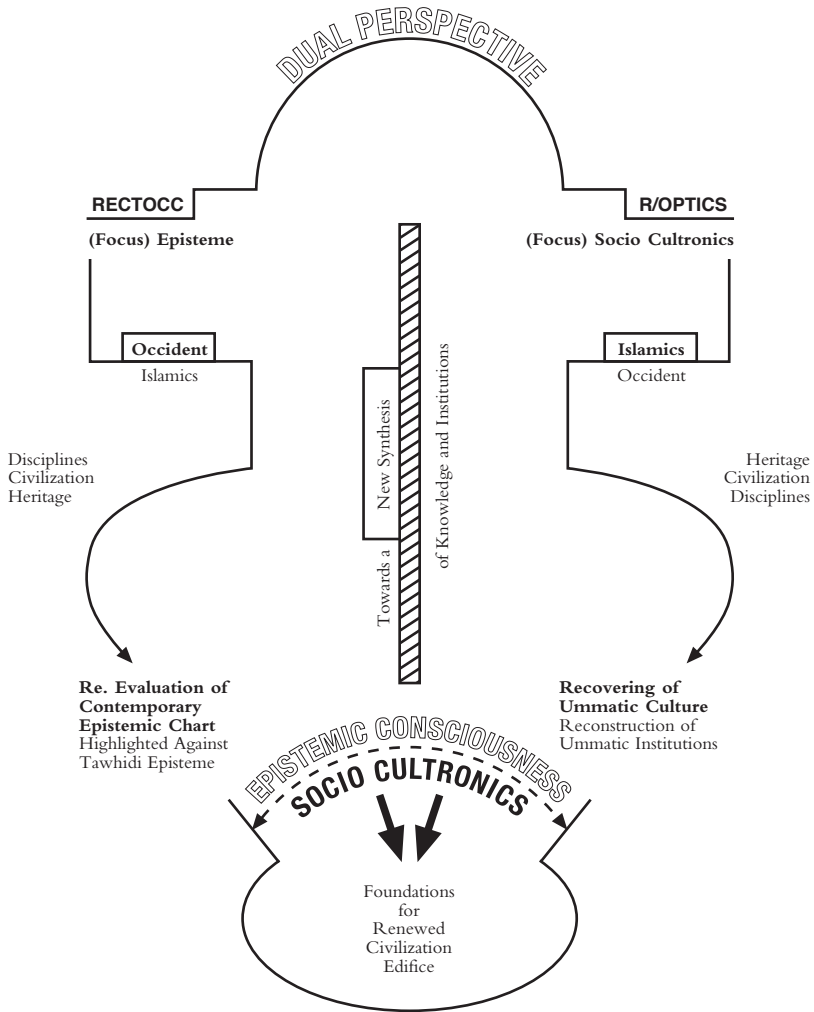 DUAL PERSPECTIVE
RECTOCC
R/OPTICS
(Focus) Episteme
(Focus) Socio Cultronics
Occident
Islamics
Islamics
Occident
Disciplines
Civilization
Heritage
Towards a New Synthesis
of Knowledge and Institutions
Heritage
Civilization
Disciplines
Re. Evaluation of
Contemporary
Epistemic Chart
Highlighted Against
Tawhidi Episteme
Recovering of
Ummatic Culture
Reconstruction of
Ummatic Institutions
EPISTEMIC CONSCIOUSNESS
SOCIO CULTRONICS
Foundations
for
Renewed
Civilization
Edifice